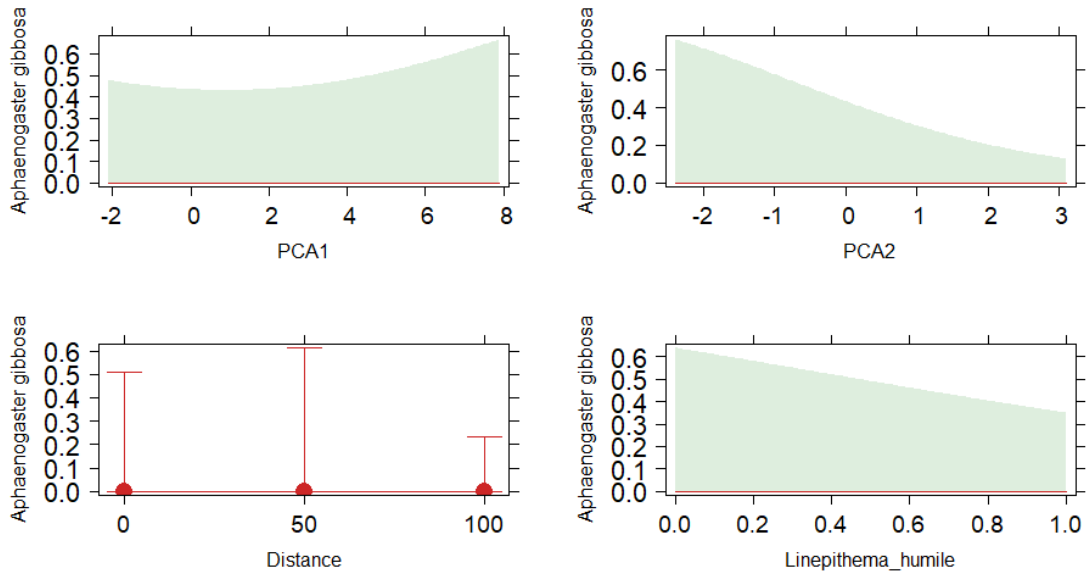 Aphaenogaster gibbosa
0.6
0.5
0.4
0.3
0.2
0.1
0.0
-2 0 2 4 6 8
PCA1
Aphaenogaster gibbosa
0.6
0.4
0.2
0.0
-2 -1 0 1 2 3
PCA2
Aphaenogaster gibbosa
0.6
0.5
0.4
0.3
0.2
0.1
0.0
0 50 100
Distance
Aphaenogaster gibbosa
0.6
0.5
0.4
0.3
0.2
0.1
0.0
0.0 0.2 0.4 0.6 0.8 1.0
Linepithema_humile